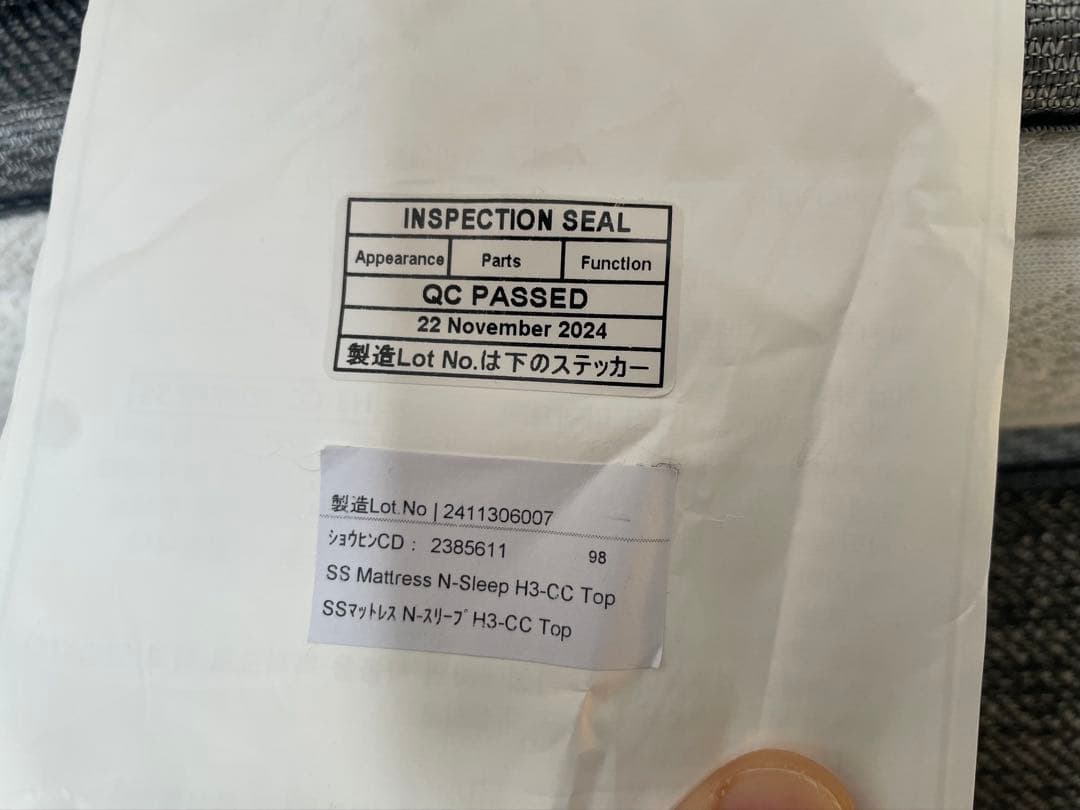 INSPECTION SEAL
Appearance Parts Function
QC PASSED
22 November 2024
製造Lot No.は下のステッカー
製造Lot.No | 2411306007
ｼｮｳﾋﾝCD : 2385611 98
SS Mattress N-Sleep H3-CC Top
SSﾏｯﾄﾚｽ N-ｽﾘｰﾌﾟ H3-CC Top